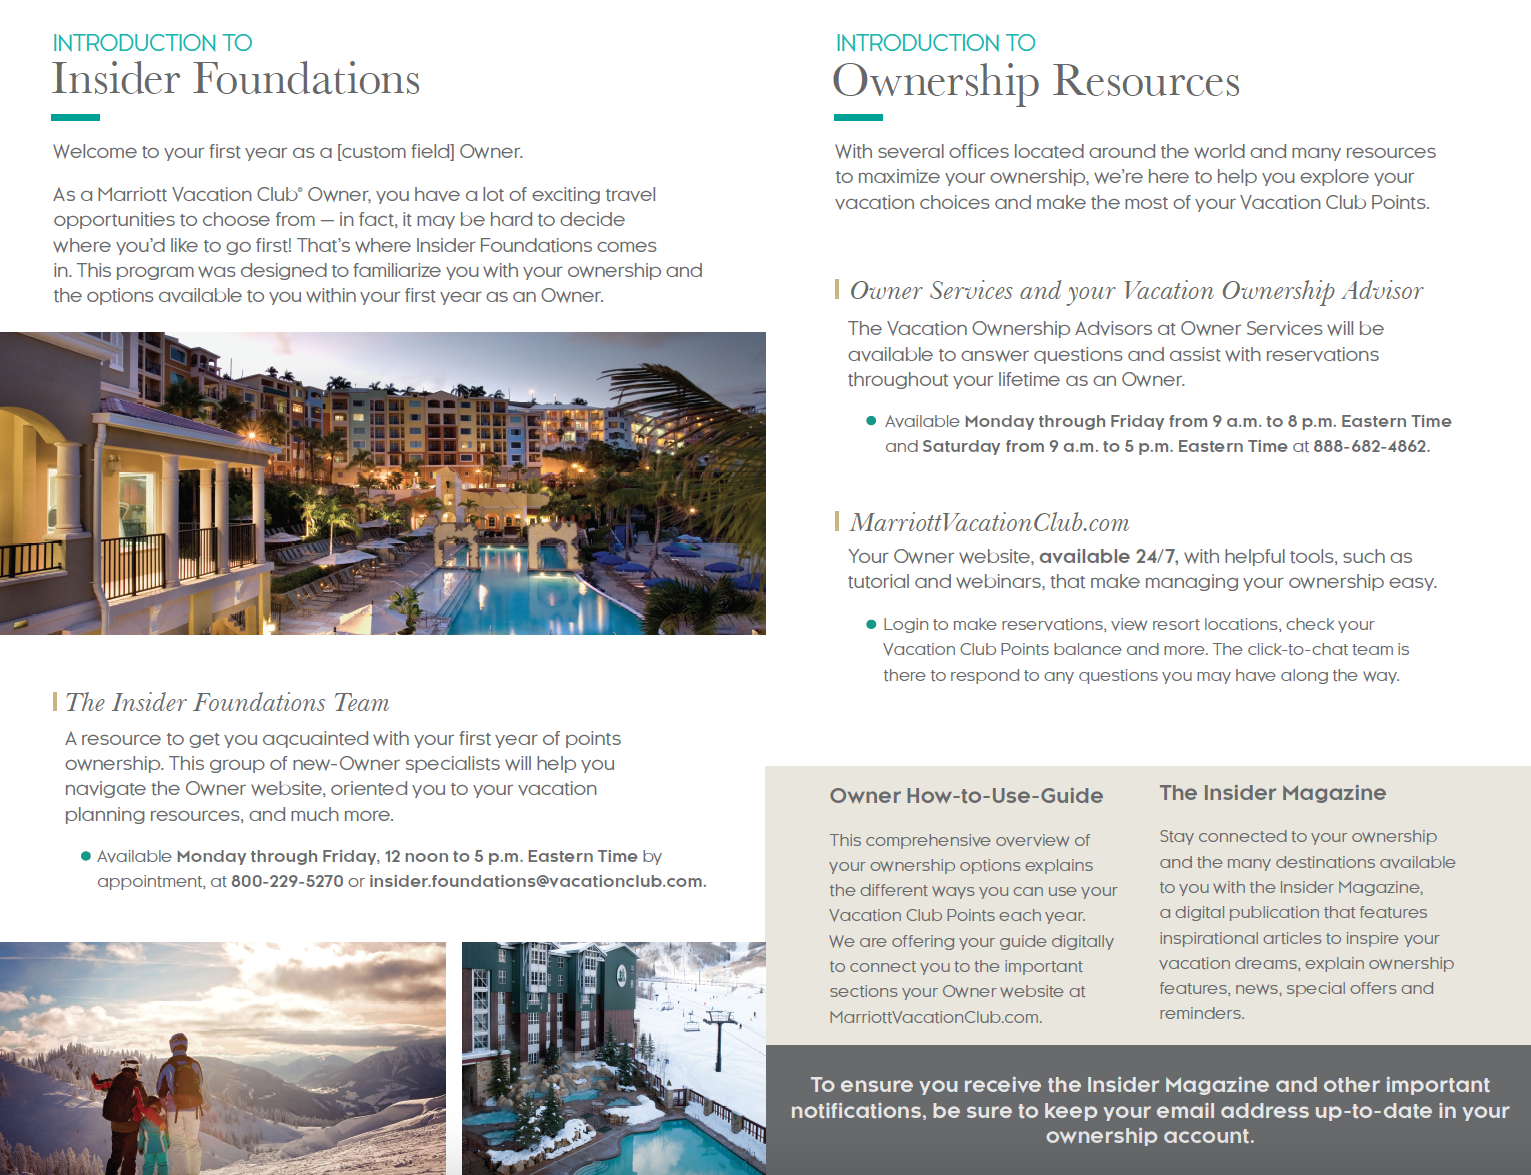 INTRODUCTION TO
Insider Foundations
Welcome to your first year as a [custom field] Owner.
As a Marriott Vacation Club® Owner, you have a lot of exciting travel
opportunities to choose from — in fact, it may be hard to decide
where you'd like to go first! That's where Insider Foundations comes
in. This program was designed to familiarize you with your ownership and
the options available to you within your first year as an Owner.
The Insider Foundations Team
A resource to get you aqcuainted with your first year of points
ownership. This group of new-Owner specialists will help you
navigate the Owner website, oriented you to your vacation
planning resources, and much more.
● Available Monday through Friday, 12 noon to 5 p.m. Eastern Time by
appointment, at 800-229-5270 or insider.foundations@vacationclub.com.
INTRODUCTION TO
Ownership Resources
With several offices located around the world and many resources
to maximize your ownership, we're here to help you explore your
vacation choices and make the most of your Vacation Club Points.
Owner Services and your Vacation Ownership Advisor
The Vacation Ownership Advisors at Owner Services will be
available to answer questions and assist with reservations
throughout your lifetime as an Owner.
● Available Monday through Friday from 9 a.m. to 8 p.m. Eastern Time
and Saturday from 9 a.m. to 5 p.m. Eastern Time at 888-682-4862.
MarriottVacationClub.com
Your Owner website, available 24/7, with helpful tools, such as
tutorial and webinars, that make managing your ownership easy.
● Login to make reservations, view resort locations, check your
Vacation Club Points balance and more. The click-to-chat team is
there to respond to any questions you may have along the way.
Owner How-to-Use-Guide
This comprehensive overview of
your ownership options explains
the different ways you can use your
Vacation Club Points each year.
We are offering your guide digitally
to connect you to the important
sections your Owner website at
MarriottVacationClub.com.
The Insider Magazine
Stay connected to your ownership
and the many destinations available
to you with the Insider Magazine,
a digital publication that features
inspirational articles to inspire your
vacation dreams, explain ownership
features, news, special offers and
reminders.
To ensure you receive the Insider Magazine and other important
notifications, be sure to keep your email address up-to-date in your
ownership account.